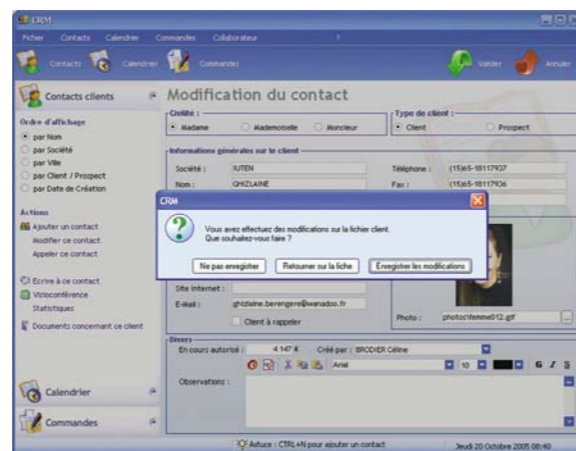 CRM
Fichier Contacts Calendrier Commandes Collaborateur ?
Contacts Calendrier Commandes Valider Annuler
Contacts clients
Modification du contact
Civilité :
Madame Mademoiselle Monsieur
Type de client :
Client Prospect
Ordre d'affichage
par Nom
par Société
par Ville
par Client / Prospect
par Date de Création
Informations générales sur le client
Société : IUTEN
Téléphone : (15)65-18117937
Nom : GHIZLAINE
Fax : (15)65-18117936
CRM
Vous avez effectuez des modifications sur la fichier client.
Que souhaitez-vous faire ?
Ne pas enregistrer Retourner sur la fiche Enregistrer les modifications
Actions
Ajouter un contact
Modifier ce contact
Appeler ce contact
Ecrire à ce contact
Visioconférence
Statistiques
Documents concernant ce client
Site Internet :
E-Mail : ghizlaine.berengere@wanadoo.fr
Client à rappeler
Photo : photos\femme012.gif ...
Divers
En cours autorisé : 4 147 € Créé par : BRODIER Céline
Arial 10 G I S
Observations :
Calendrier
Commandes
Astuce : CTRL+N pour ajouter un contact
Jeudi 20 Octobre 2005 08:40